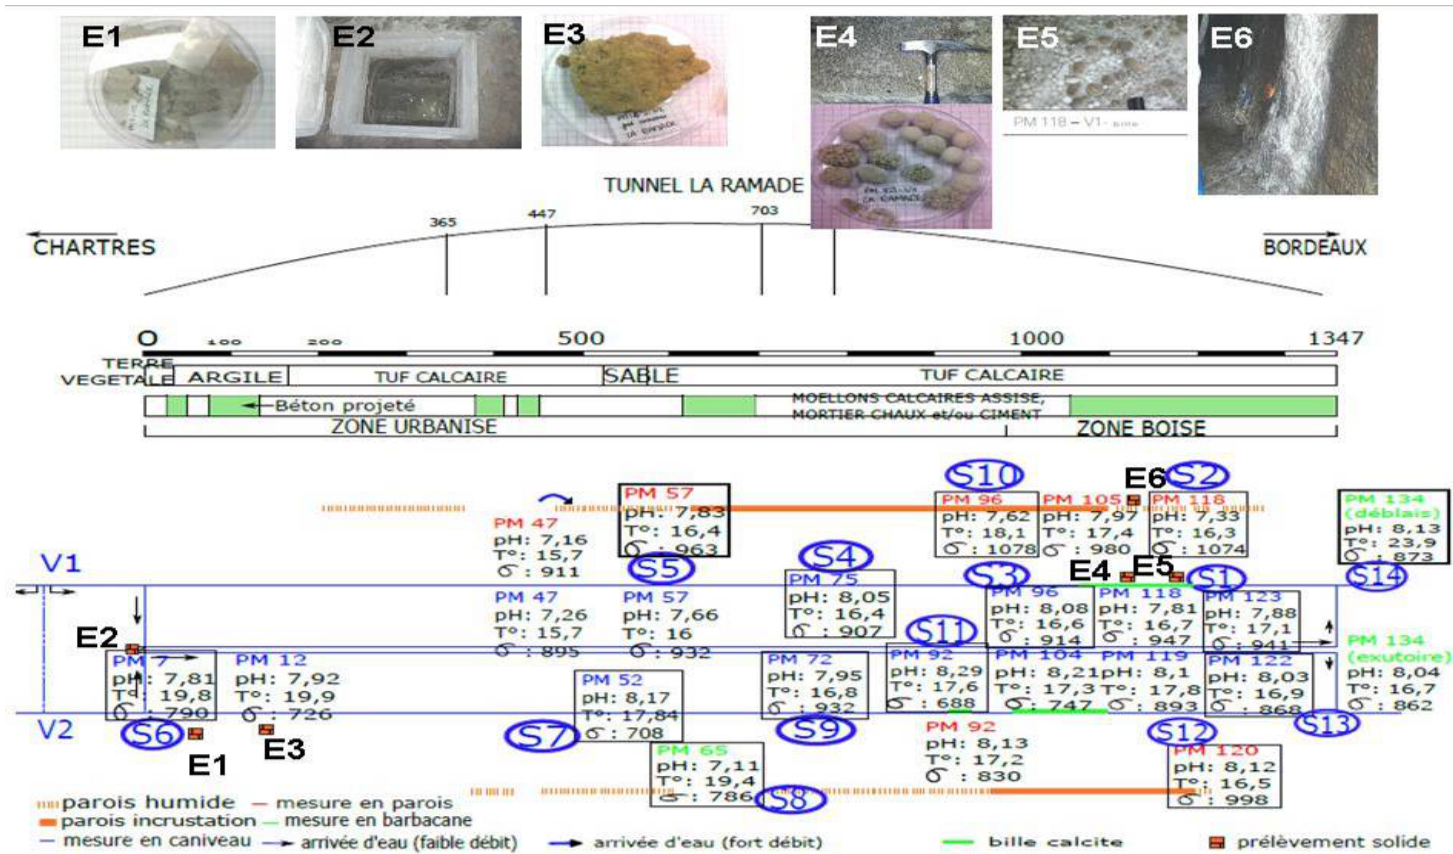 E1
E2
E3
E4
E5
E6
LA RAMADE
LA RAMADE
PM 118 – V1-
TUNNEL LA RAMADE
365
447
703
CHARTRES
BORDEAUX
O
100
200
500
1000
1347
TERRE
VEGETALE
ARGILE
TUF CALCAIRE
SABLE
TUF CALCAIRE
Béton projeté
MOELLONS CALCAIRES ASSISE,
MORTIER CHAUX et/ou CIMENT
ZONE URBANISE
ZONE BOISE
S10
E6
S2
PM 47
pH: 7,16
T°: 15,7
σ : 911
PM 57
pH: 7,83
T°: 16,4
σ : 963
PM 96
pH: 7,62
T°: 18,1
σ : 1078
PM 105
pH: 7,97
T°: 17,4
σ : 980
PM 118
pH: 7,33
T°: 16,3
σ : 1074
PM 134
(déblais)
pH: 8,13
T°: 23,9
σ : 873
V1
S5
S4
S3
E4
E5
S1
S14
PM 47
pH: 7,26
T°: 15,7
σ : 895
PM 57
pH: 7,66
T°: 16
σ : 932
PM 75
pH: 8,05
T°: 16,4
σ : 907
S11
PM 96
pH: 8,08
T°: 16,6
σ : 914
PM 118
pH: 7,81
T°: 16,7
σ : 947
PM 123
pH: 7,88
T°: 17,1
σ : 941
E2
PM 7
pH: 7,81
T°: 19,8
σ : 790
PM 12
pH: 7,92
T°: 19,9
σ : 726
PM 52
pH: 8,17
T°: 17,84
σ : 708
PM 72
pH: 7,95
T°: 16,8
σ : 932
PM 92
pH: 8,29
T°: 17,6
σ : 688
PM 104
pH: 8,21
T°: 17,3
σ : 747
PM 119
pH: 8,1
T°: 17,8
σ : 893
PM 122
pH: 8,03
T°: 16,9
σ : 868
PM 134
(exutoire)
pH: 8,04
T°: 16,7
σ : 862
V2
S6
E1
E3
S7
S9
S12
S13
PM 65
pH: 7,11
T°: 19,4
σ : 786
S8
PM 92
pH: 8,13
T°: 17,2
σ : 830
PM 120
pH: 8,12
T°: 16,5
σ : 998
parois humide
mesure en parois
parois incrustation
mesure en barbacane
mesure en caniveau
arrivée d'eau (faible débit)
arrivée d'eau (fort débit)
bille calcite
prélèvement solide